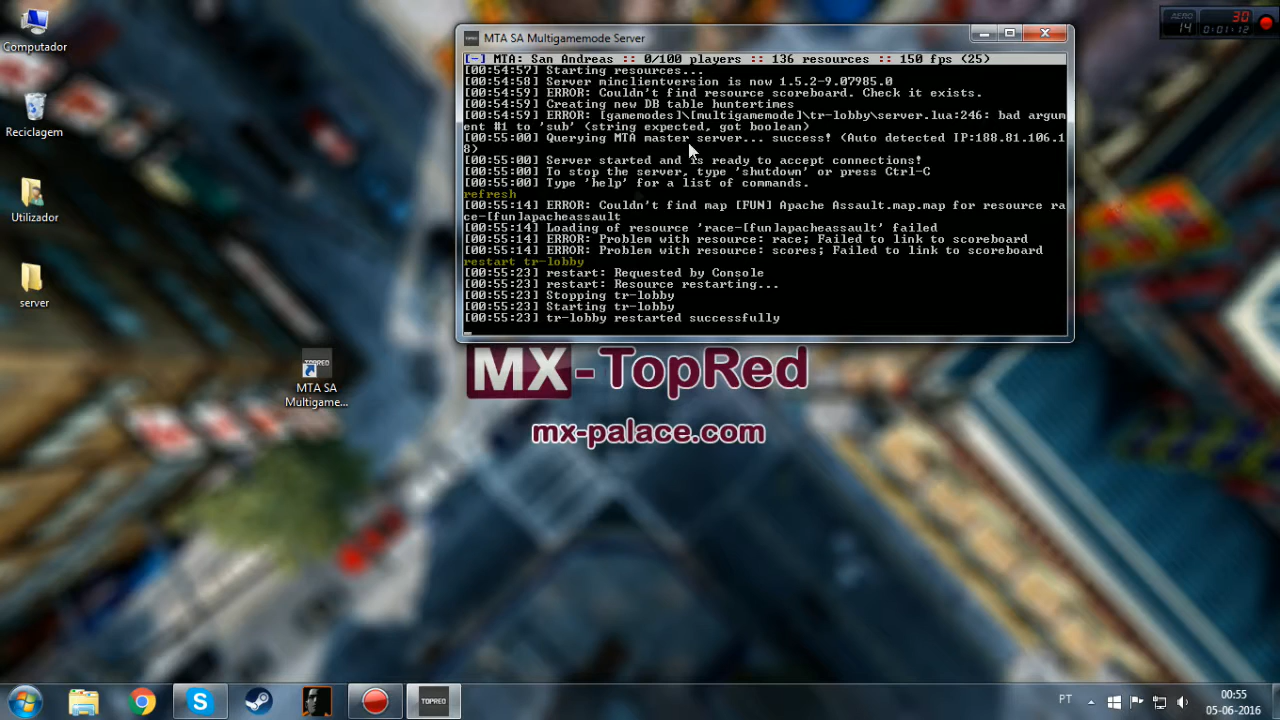 Computador
Reciclagem
Utilizador
server
MTA SA
Multigame...
TOPRED
MTA SA Multigamemode Server
[~] MTA: San Andreas :: 0/100 players :: 136 resources :: 150 fps (25)
[00:54:57] Starting resources...
[00:54:58] Server minclientversion is now 1.5.2-9.07985.0
[00:54:59] ERROR: Couldn't find resource scoreboard. Check it exists.
[00:54:59] Creating new DB table huntertimes
[00:54:59] ERROR: [gamemodes]\[multigamemode]\tr-lobby\server.lua:246: bad argum
ent #1 to 'sub' (string expected, got boolean)
[00:55:00] Querying MTA master server... success! (Auto detected IP:188.81.106.1
8)
[00:55:00] Server started and is ready to accept connections!
[00:55:00] To stop the server, type 'shutdown' or press Ctrl-C
[00:55:00] Type 'help' for a list of commands.
refresh
[00:55:14] ERROR: Couldn't find map [FUN] Apache Assault.map.map for resource ra
ce-[fun]apacheassault
[00:55:14] Loading of resource 'race-[fun]apacheassault' failed
[00:55:14] ERROR: Problem with resource: race; Failed to link to scoreboard
[00:55:14] ERROR: Problem with resource: scores; Failed to link to scoreboard
restart tr-lobby
[00:55:23] restart: Requested by Console
[00:55:23] restart: Resource restarting...
[00:55:23] Stopping tr-lobby
[00:55:23] Starting tr-lobby
[00:55:23] tr-lobby restarted successfully
MX-TopRed
mx-palace.com
AERO
14
30
0:01:12
TOPRED
PT
00:55
05-06-2016